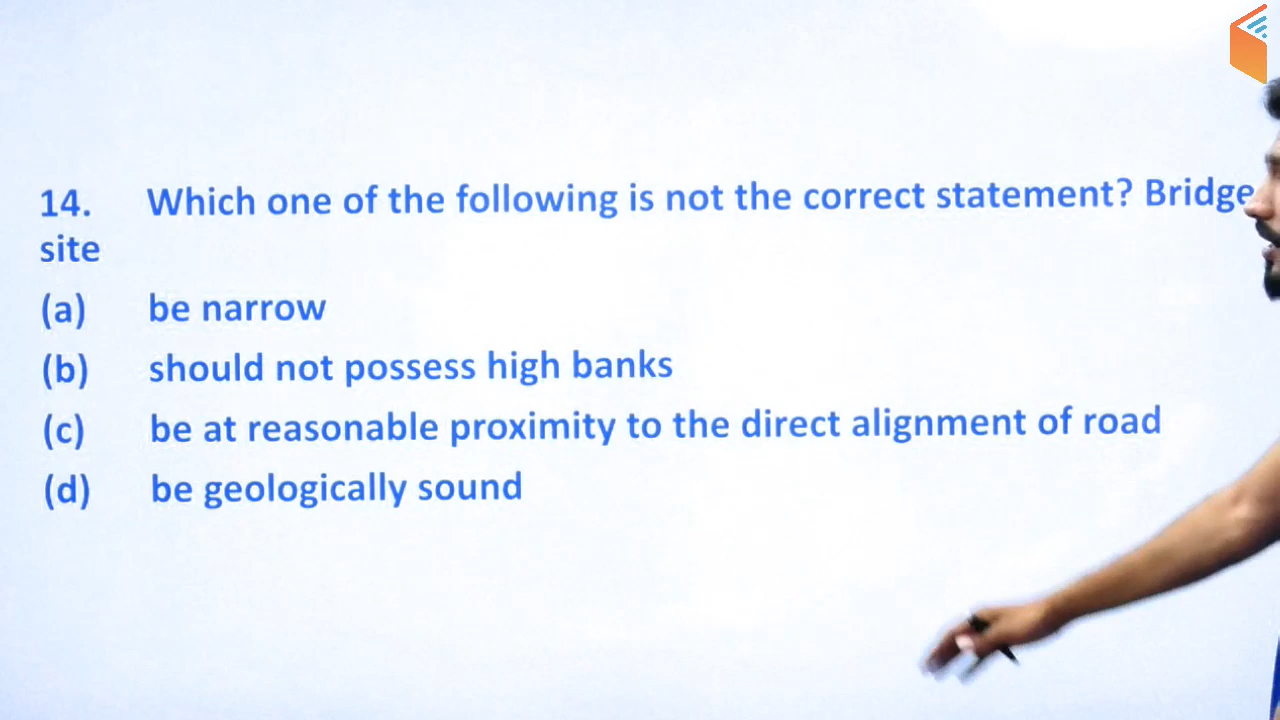 14. Which one of the following is not the correct statement? Bridge
site
(a) be narrow
(b) should not possess high banks
(c) be at reasonable proximity to the direct alignment of road
(d) be geologically sound